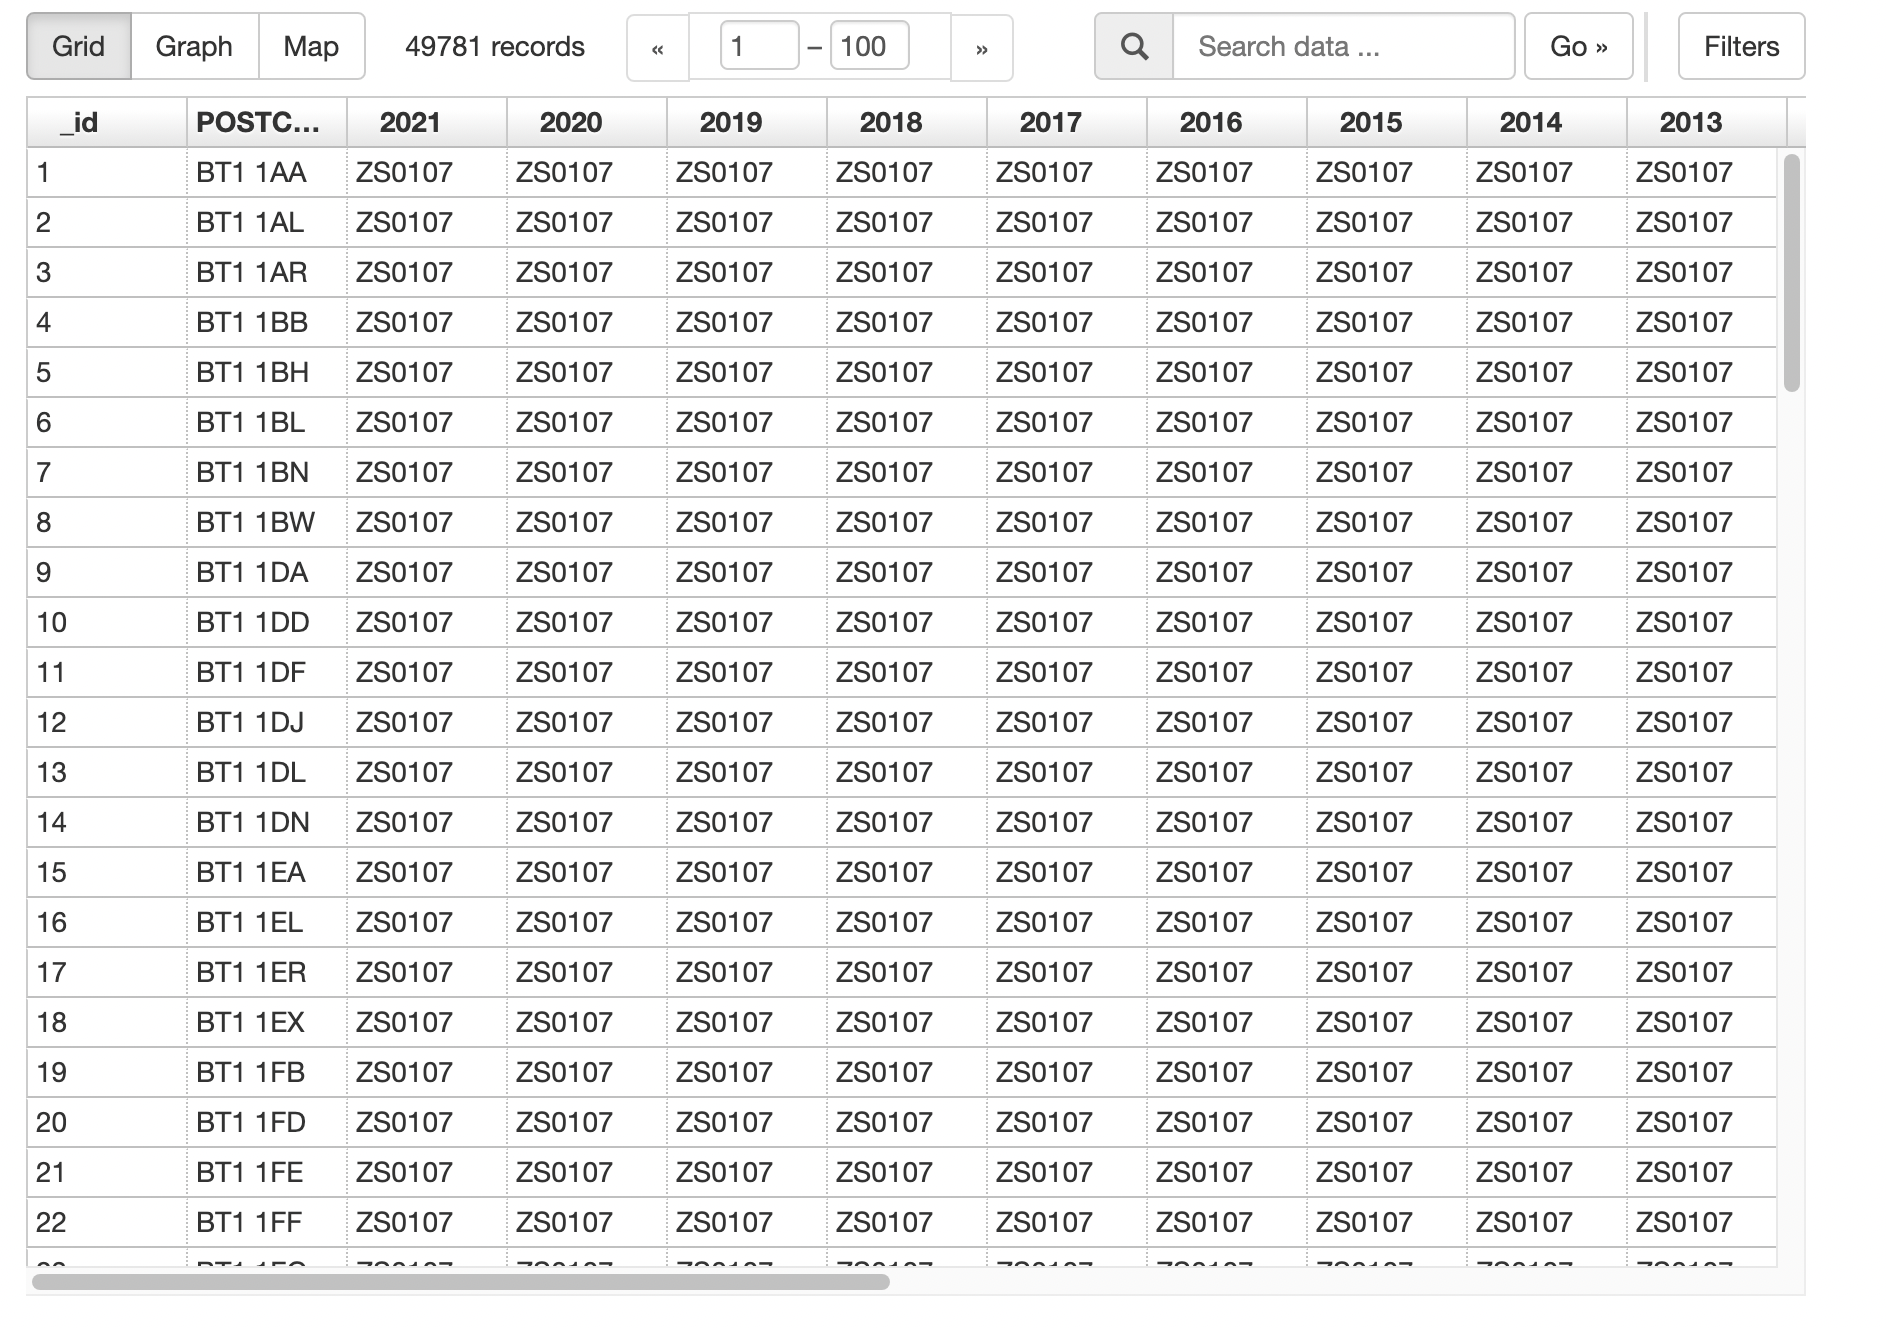 Grid Graph Map 49781 records « 1 – 100 » Search data ... Go » Filters
_id POSTC... 2021 2020 2019 2018 2017 2016 2015 2014 2013
1 BT1 1AA ZS0107 ZS0107 ZS0107 ZS0107 ZS0107 ZS0107 ZS0107 ZS0107 ZS0107
2 BT1 1AL ZS0107 ZS0107 ZS0107 ZS0107 ZS0107 ZS0107 ZS0107 ZS0107 ZS0107
3 BT1 1AR ZS0107 ZS0107 ZS0107 ZS0107 ZS0107 ZS0107 ZS0107 ZS0107 ZS0107
4 BT1 1BB ZS0107 ZS0107 ZS0107 ZS0107 ZS0107 ZS0107 ZS0107 ZS0107 ZS0107
5 BT1 1BH ZS0107 ZS0107 ZS0107 ZS0107 ZS0107 ZS0107 ZS0107 ZS0107 ZS0107
6 BT1 1BL ZS0107 ZS0107 ZS0107 ZS0107 ZS0107 ZS0107 ZS0107 ZS0107 ZS0107
7 BT1 1BN ZS0107 ZS0107 ZS0107 ZS0107 ZS0107 ZS0107 ZS0107 ZS0107 ZS0107
8 BT1 1BW ZS0107 ZS0107 ZS0107 ZS0107 ZS0107 ZS0107 ZS0107 ZS0107 ZS0107
9 BT1 1DA ZS0107 ZS0107 ZS0107 ZS0107 ZS0107 ZS0107 ZS0107 ZS0107 ZS0107
10 BT1 1DD ZS0107 ZS0107 ZS0107 ZS0107 ZS0107 ZS0107 ZS0107 ZS0107 ZS0107
11 BT1 1DF ZS0107 ZS0107 ZS0107 ZS0107 ZS0107 ZS0107 ZS0107 ZS0107 ZS0107
12 BT1 1DJ ZS0107 ZS0107 ZS0107 ZS0107 ZS0107 ZS0107 ZS0107 ZS0107 ZS0107
13 BT1 1DL ZS0107 ZS0107 ZS0107 ZS0107 ZS0107 ZS0107 ZS0107 ZS0107 ZS0107
14 BT1 1DN ZS0107 ZS0107 ZS0107 ZS0107 ZS0107 ZS0107 ZS0107 ZS0107 ZS0107
15 BT1 1EA ZS0107 ZS0107 ZS0107 ZS0107 ZS0107 ZS0107 ZS0107 ZS0107 ZS0107
16 BT1 1EL ZS0107 ZS0107 ZS0107 ZS0107 ZS0107 ZS0107 ZS0107 ZS0107 ZS0107
17 BT1 1ER ZS0107 ZS0107 ZS0107 ZS0107 ZS0107 ZS0107 ZS0107 ZS0107 ZS0107
18 BT1 1EX ZS0107 ZS0107 ZS0107 ZS0107 ZS0107 ZS0107 ZS0107 ZS0107 ZS0107
19 BT1 1FB ZS0107 ZS0107 ZS0107 ZS0107 ZS0107 ZS0107 ZS0107 ZS0107 ZS0107
20 BT1 1FD ZS0107 ZS0107 ZS0107 ZS0107 ZS0107 ZS0107 ZS0107 ZS0107 ZS0107
21 BT1 1FE ZS0107 ZS0107 ZS0107 ZS0107 ZS0107 ZS0107 ZS0107 ZS0107 ZS0107
22 BT1 1FF ZS0107 ZS0107 ZS0107 ZS0107 ZS0107 ZS0107 ZS0107 ZS0107 ZS0107